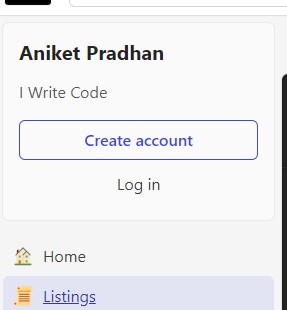 Aniket Pradhan
I Write Code
Create account
Log in
Home
Listings